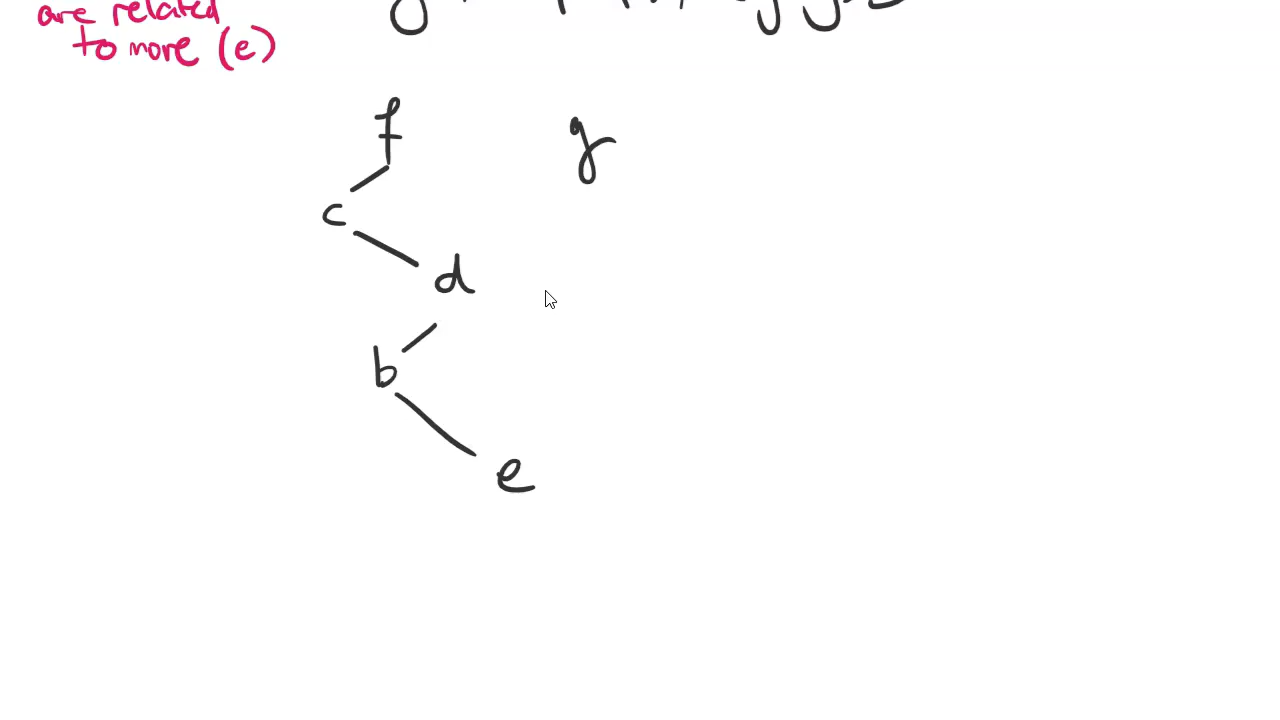 are related
to more (e)
f
g
c
d
b
e